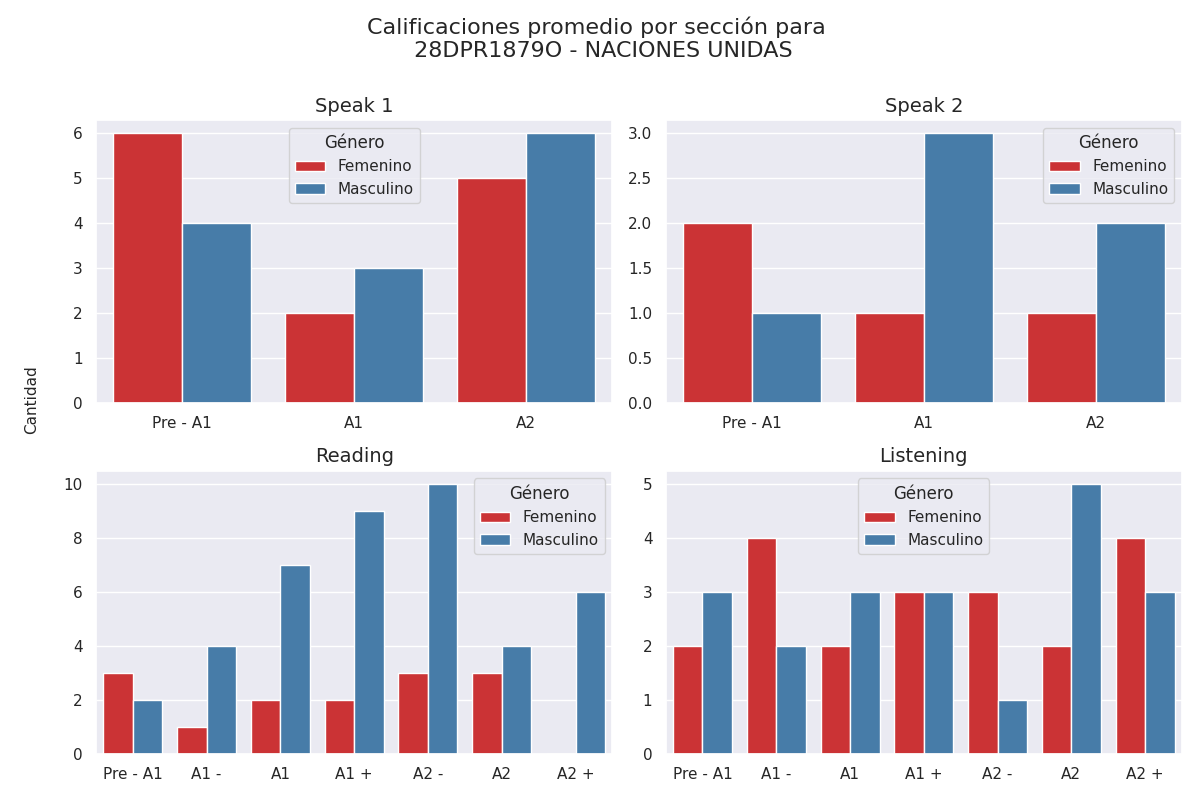 Calificaciones promedio por sección para
28DPR1879O - NACIONES UNIDAS
Cantidad
Speak 1
6
5
4
3
2
1
0
Género
Femenino
Masculino
Pre - A1 A1 A2
Speak 2
3.0
2.5
2.0
1.5
1.0
0.5
0.0
Género
Femenino
Masculino
Pre - A1 A1 A2
Reading
10
8
6
4
2
0
Género
Femenino
Masculino
Pre - A1 A1 - A1 A1 + A2 - A2 A2 +
Listening
5
4
3
2
1
0
Género
Femenino
Masculino
Pre - A1 A1 - A1 A1 + A2 - A2 A2 +